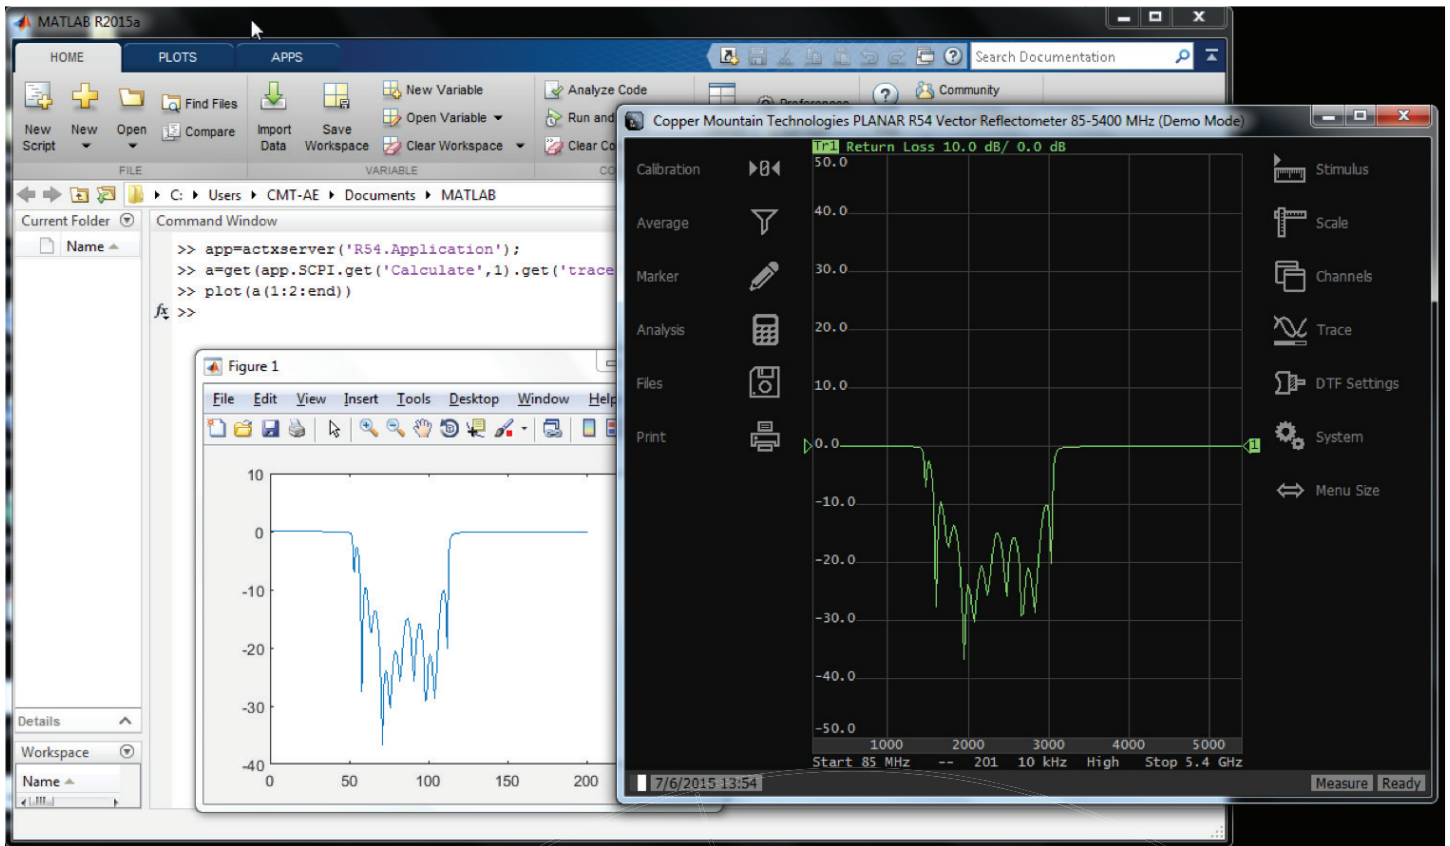 MATLAB R2015a
HOME PLOTS APPS
Search Documentation
New Script
New
Open
Find Files
Compare
Import Data
Save Workspace
New Variable
Open Variable
Clear Workspace
Analyze Code
Run and
Clear Co
Preferences
Community
FILE VARIABLE CO
C: Users CMT-AE Documents MATLAB
Current Folder
Name
Command Window
>> app=actxserver('R54.Application');
>> a=get(app.SCPI.get('Calculate',1).get('trace
>> plot(a(1:2:end))
fx >>
Figure 1
File Edit View Insert Tools Desktop Window Help
10
0
-10
-20
-30
-40
0 50 100 150 200
Details
Workspace
Name
Copper Mountain Technologies PLANAR R54 Vector Reflectometer 85-5400 MHz (Demo Mode)
Tr1 Return Loss 10.0 dB/ 0.0 dB
Calibration
Average
Marker
Analysis
Files
Print
50.0
40.0
30.0
20.0
10.0
0.0
1
-10.0
-20.0
-30.0
-40.0
-50.0
1000 2000 3000 4000 5000
Start 85 MHz -- 201 10 kHz High Stop 5.4 GHz
Stimulus
Scale
Channels
Trace
DTF Settings
System
Menu Size
7/6/2015 13:54
Measure Ready